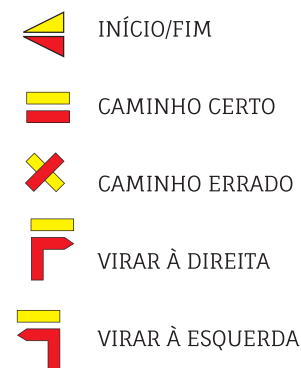 INÍCIO/FIM
CAMINHO CERTO
CAMINHO ERRADO
VIRAR À DIREITA
VIRAR À ESQUERDA